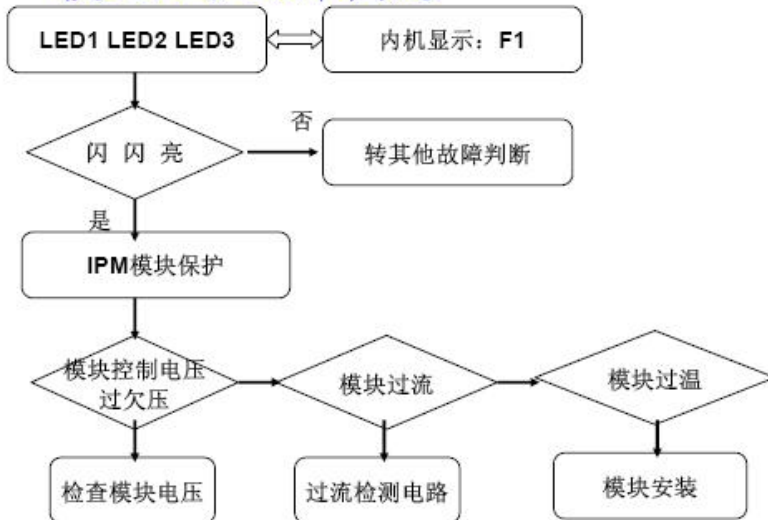 LED1 LED2 LED3
内机显示：F1
闪 闪 亮
否
转其他故障判断
是
IPM模块保护
模块控制电压
过欠压
模块过流
模块过温
检查模块电压
过流检测电路
模块安装